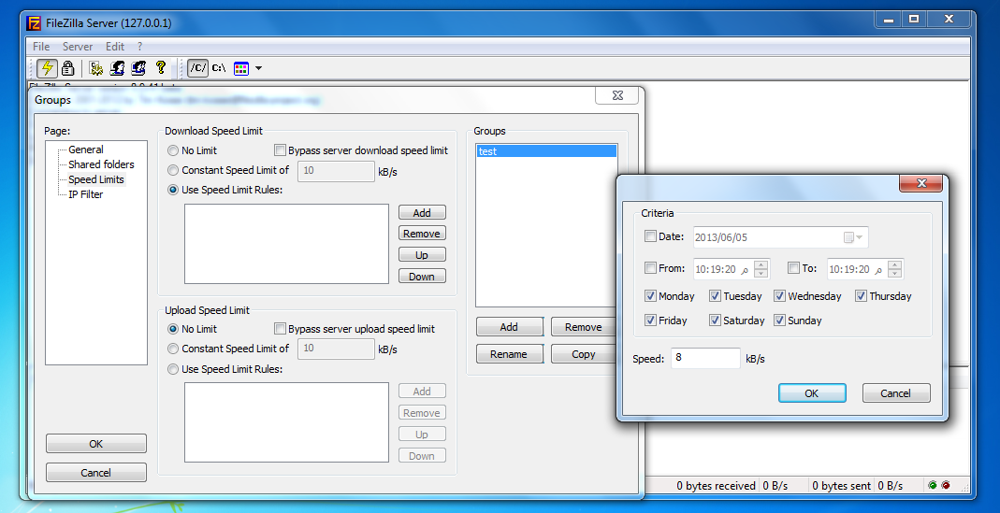 FileZilla Server (127.0.0.1)
File Server Edit ?
/C/ C:\
Groups
Page:
General
Shared folders
Speed Limits
IP Filter
OK
Cancel
Download Speed Limit
No Limit
Bypass server download speed limit
Constant Speed Limit of 10 kB/s
Use Speed Limit Rules:
Add
Remove
Up
Down
Upload Speed Limit
No Limit
Bypass server upload speed limit
Constant Speed Limit of 10 kB/s
Use Speed Limit Rules:
Add
Remove
Up
Down
Groups
test
Add Remove
Rename Copy
Criteria
Date: 2013/06/05
From: 10:19:20 م To: 10:19:20 م
Monday Tuesday Wednesday Thursday
Friday Saturday Sunday
Speed: 8 kB/s
OK Cancel
0 bytes received 0 B/s 0 bytes sent 0 B/s